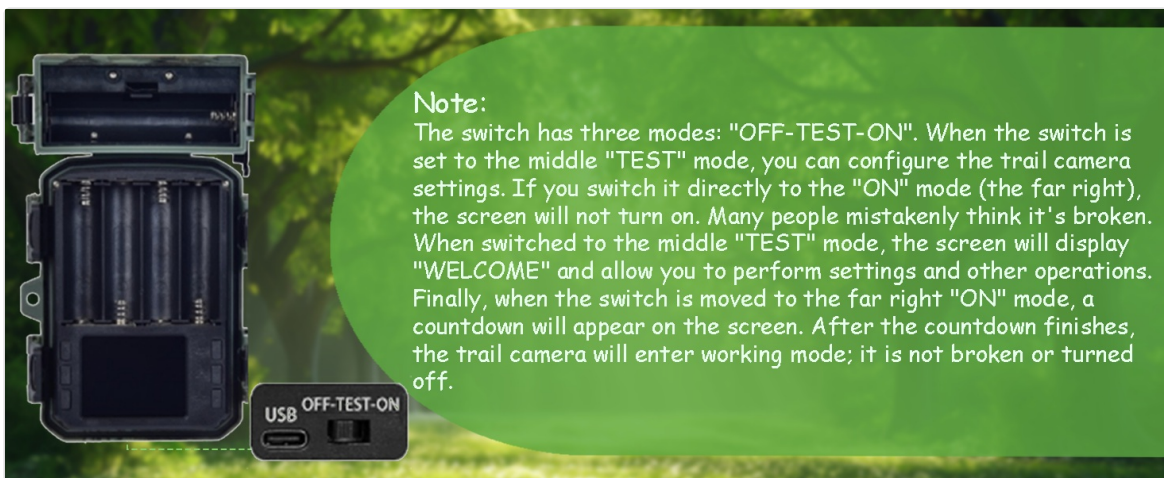 Note:
The switch has three modes: "OFF-TEST-ON". When the switch is
set to the middle "TEST" mode, you can configure the trail camera
settings. If you switch it directly to the "ON" mode (the far right),
the screen will not turn on. Many people mistakenly think it's broken.
When switched to the middle "TEST" mode, the screen will display
"WELCOME" and allow you to perform settings and other operations.
Finally, when the switch is moved to the far right "ON" mode, a
countdown will appear on the screen. After the countdown finishes,
the trail camera will enter working mode; it is not broken or turned
off.
USB OFF-TEST-ON